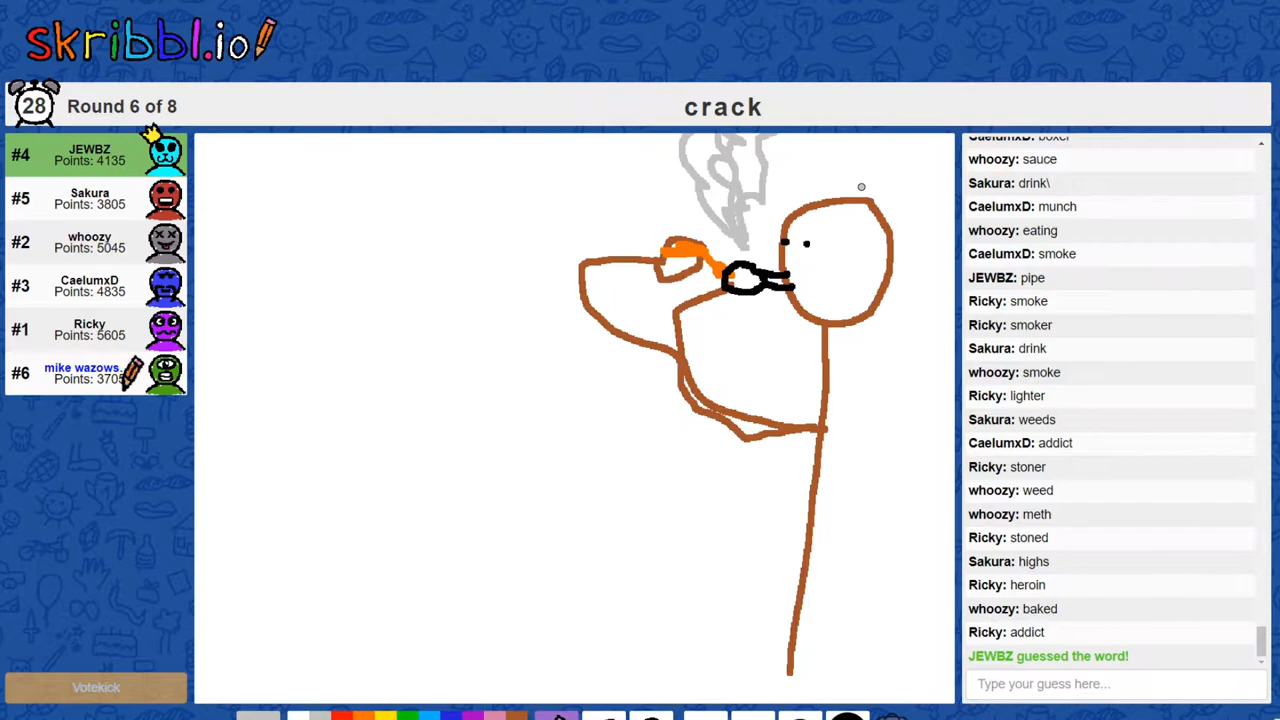 skribbl.io
28
Round 6 of 8
crack
#4
JEWBZ
Points: 4135
#5
Sakura
Points: 3805
#2
whoozy
Points: 5045
#3
CaelumxD
Points: 4835
#1
Ricky
Points: 5605
#6
mike wazows.
Points: 3705
Votekick
CaelumxD: boxer
whoozy: sauce
Sakura: drink\
CaelumxD: munch
whoozy: eating
CaelumxD: smoke
JEWBZ: pipe
Ricky: smoke
Ricky: smoker
Sakura: drink
whoozy: smoke
Ricky: lighter
Sakura: weeds
CaelumxD: addict
Ricky: stoner
whoozy: weed
whoozy: meth
Ricky: stoned
Sakura: highs
Ricky: heroin
whoozy: baked
Ricky: addict
JEWBZ guessed the word!
Type your guess here...